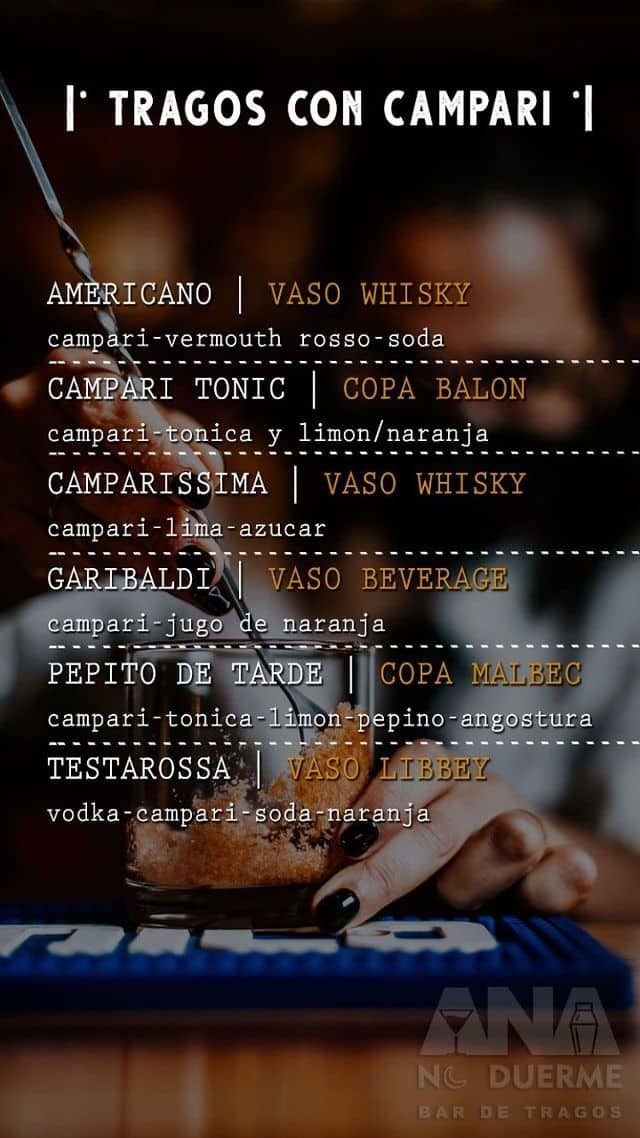 TRAGOS CON CAMPARI
AMERICANO | VASO WHISKY
campari-vermouth rosso-soda
CAMPARI TONIC | COPA BALON
campari-tonica y limon/naranja
CAMPARISSIMA | VASO WHISKY
campari-lima-azucar
GARIBALDI | VASO BEVERAGE
campari-jugo de naranja
PEPITO DE TARDE | COPA MALBEC
campari-tonica-limon-pepino-angostura
TESTAROSSA | VASO LIBBEY
vodka-campari-soda-naranja
ANA
NO DUERME
BAR DE TRAGOS